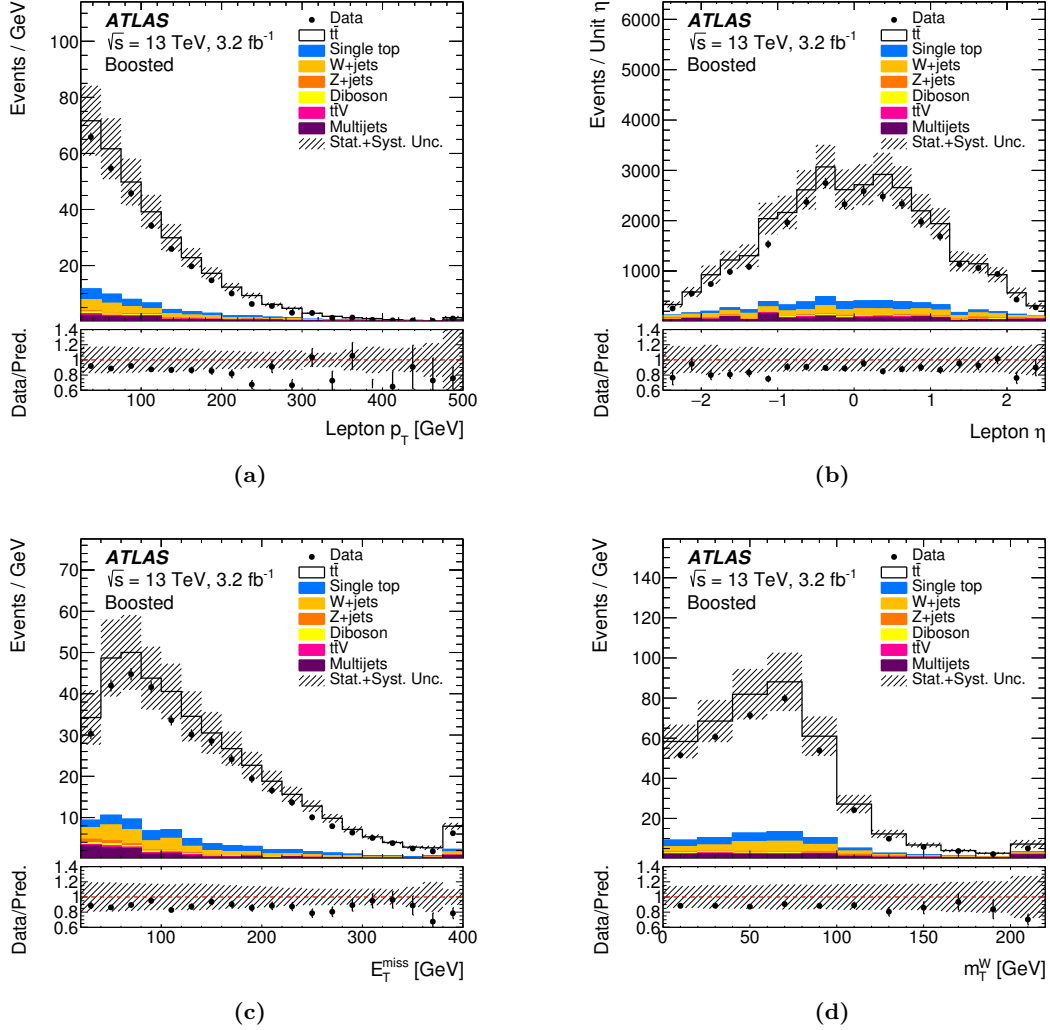 Events / GeV
100
80
60
40
20
ATLAS
√s = 13 TeV, 3.2 fb-1
Boosted
Data
tt̄
Single top
W+jets
Z+jets
Diboson
tt̄V
Multijets
Stat.+Syst. Unc.
Data/Pred.
1.4
1.2
1
0.8
0.6
100 200 300 400 500
Lepton pT [GeV]
(a)
Events / Unit η
6000
5000
4000
3000
2000
1000
ATLAS
√s = 13 TeV, 3.2 fb-1
Boosted
Data
tt̄
Single top
W+jets
Z+jets
Diboson
tt̄V
Multijets
Stat.+Syst. Unc.
Data/Pred.
1.4
1.2
1
0.8
0.6
−2 −1 0 1 2
Lepton η
(b)
Events / GeV
70
60
50
40
30
20
10
ATLAS
√s = 13 TeV, 3.2 fb-1
Boosted
Data
tt̄
Single top
W+jets
Z+jets
Diboson
tt̄V
Multijets
Stat.+Syst. Unc.
Data/Pred.
1.4
1.2
1
0.8
0.6
100 200 300 400
ETmiss [GeV]
(c)
Events / GeV
140
120
100
80
60
40
20
ATLAS
√s = 13 TeV, 3.2 fb-1
Boosted
Data
tt̄
Single top
W+jets
Z+jets
Diboson
tt̄V
Multijets
Stat.+Syst. Unc.
Data/Pred.
1.4
1.2
1
0.8
0.6
0 50 100 150 200
mTW [GeV]
(d)